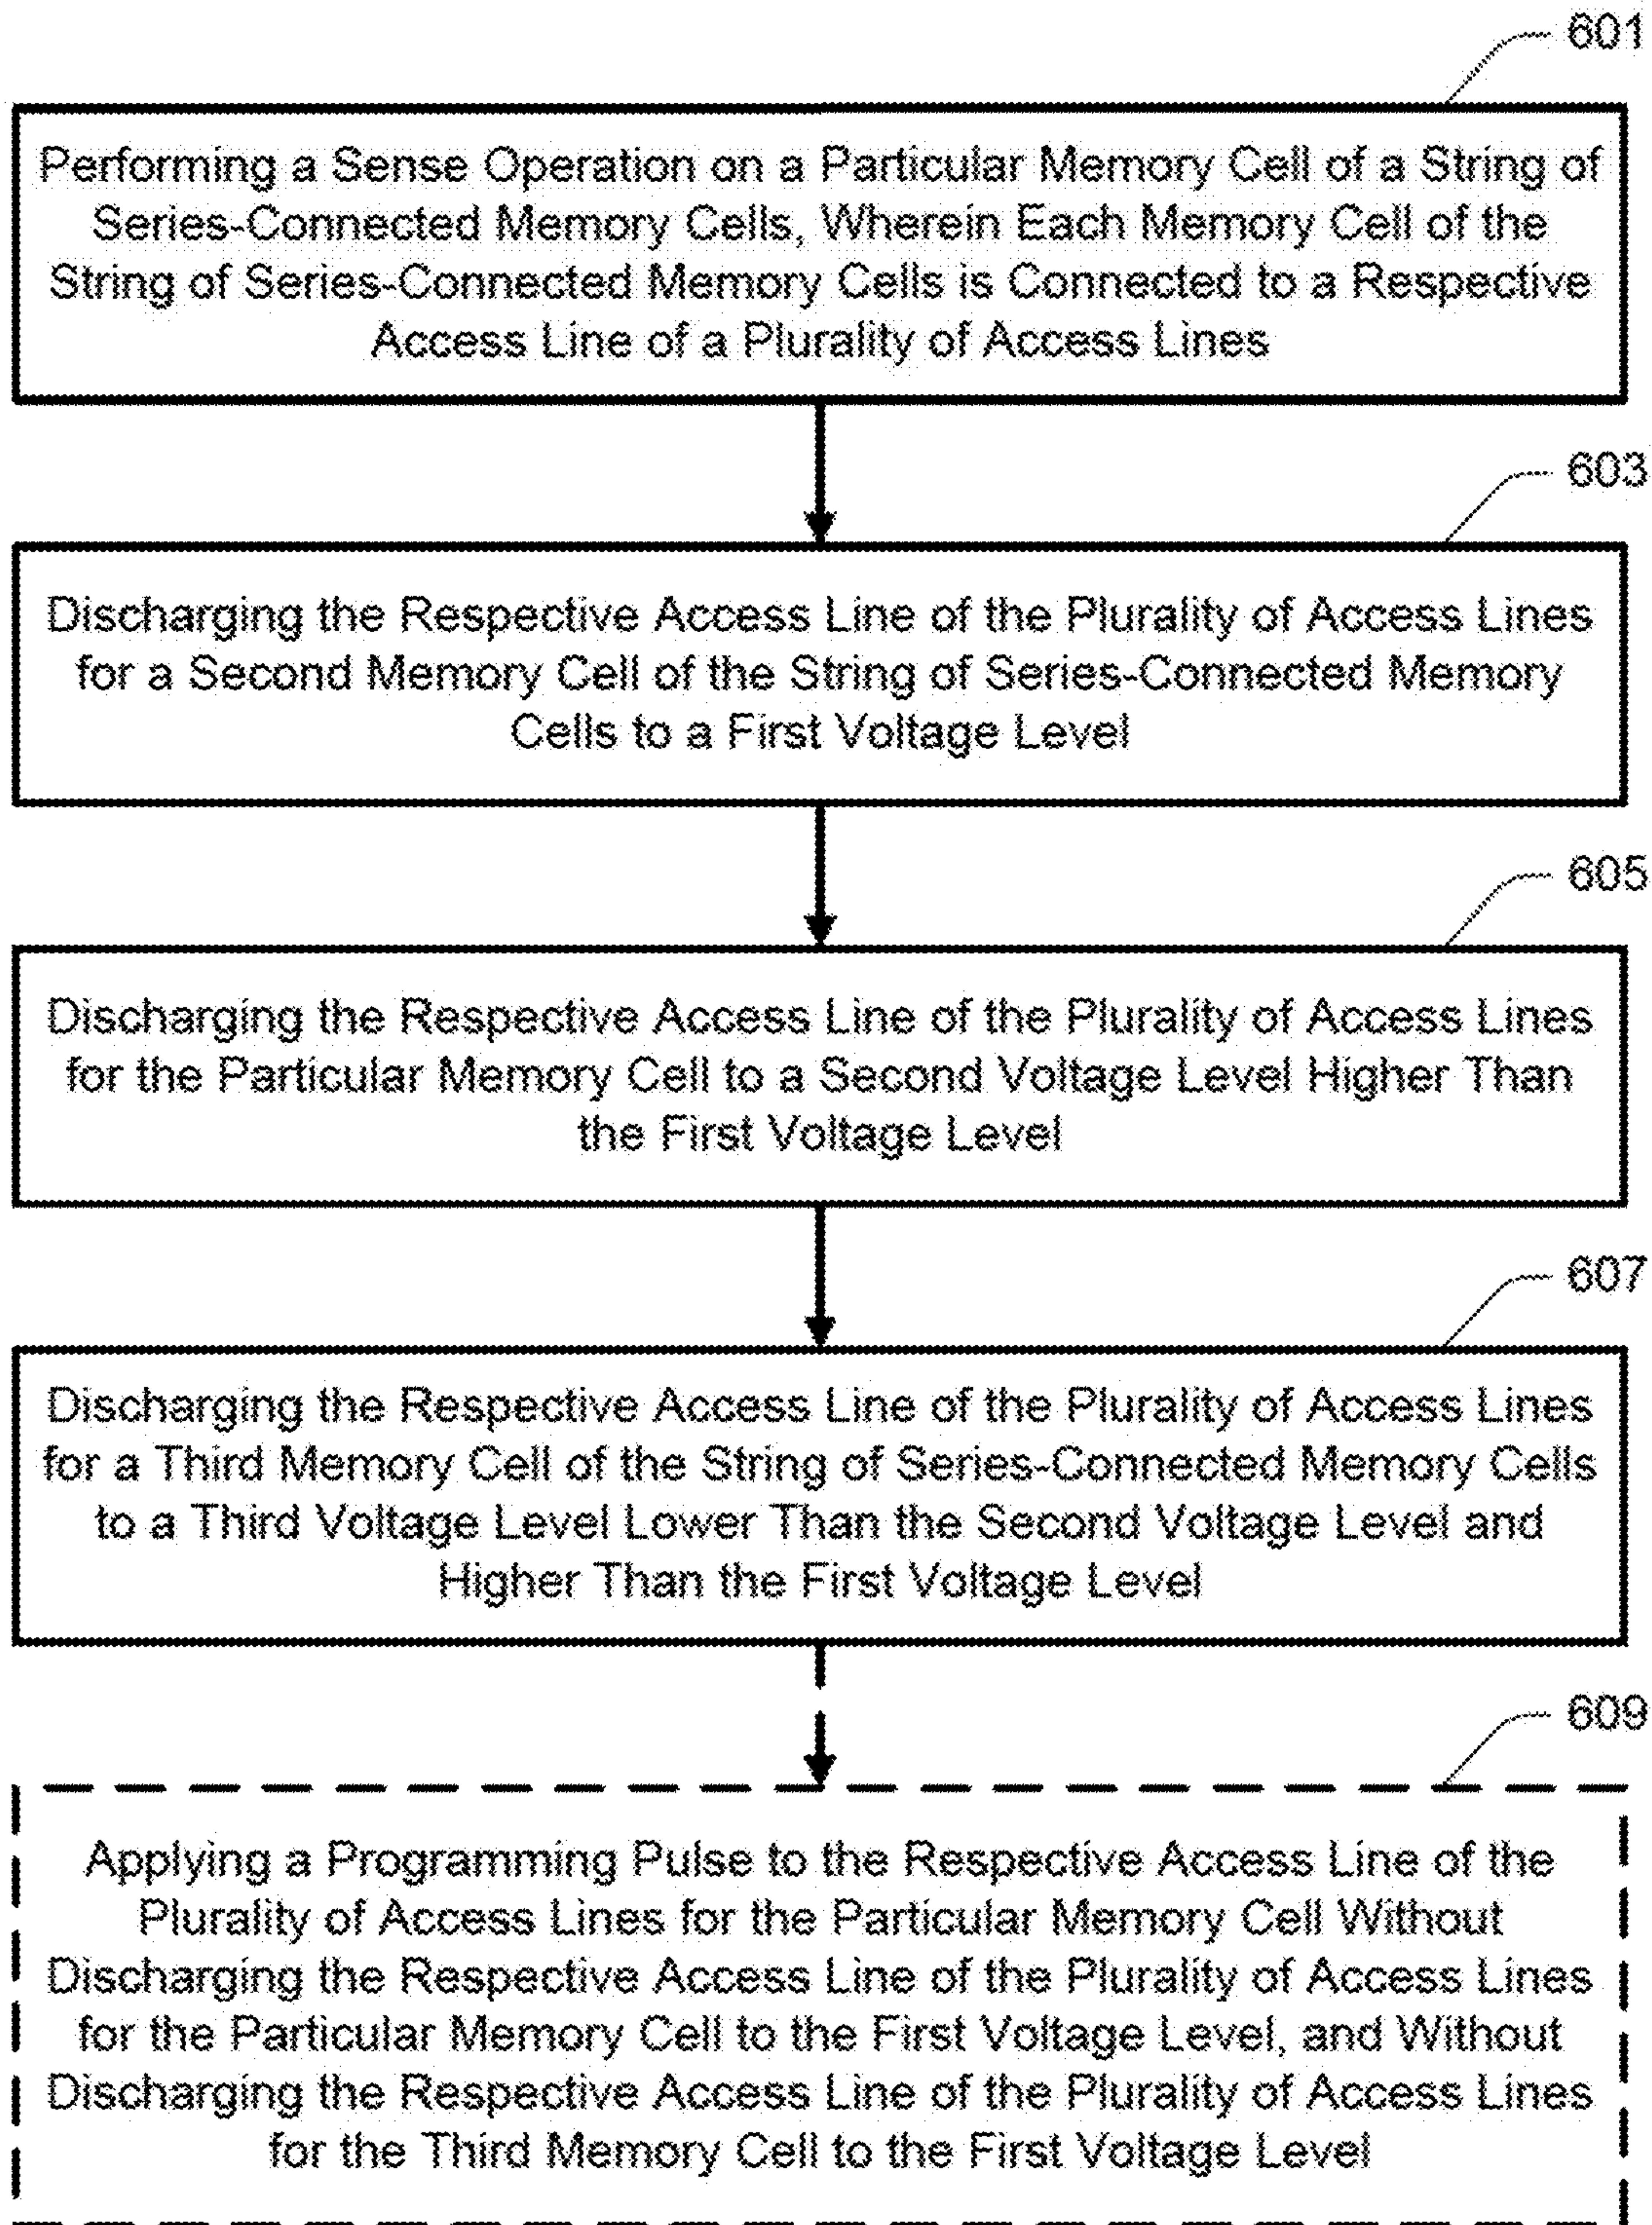 601
Performing a Sense Operation on a Particular Memory Cell of a String of
Series-Connected Memory Cells, Wherein Each Memory Cell of the
String of Series-Connected Memory Cells is Connected to a Respective
Access Line of a Plurality of Access Lines
603
Discharging the Respective Access Line of the Plurality of Access Lines
for a Second Memory Cell of the String of Series-Connected Memory
Cells to a First Voltage Level
605
Discharging the Respective Access Line of the Plurality of Access Lines
for the Particular Memory Cell to a Second Voltage Level Higher Than
the First Voltage Level
607
Discharging the Respective Access Line of the Plurality of Access Lines
for a Third Memory Cell of the String of Series-Connected Memory Cells
to a Third Voltage Level Lower Than the Second Voltage Level and
Higher Than the First Voltage Level
609
Applying a Programming Pulse to the Respective Access Line of the
Plurality of Access Lines for the Particular Memory Cell Without
Discharging the Respective Access Line of the Plurality of Access Lines
for the Particular Memory Cell to the First Voltage Level, and Without
Discharging the Respective Access Line of the Plurality of Access Lines
for the Third Memory Cell to the First Voltage Level